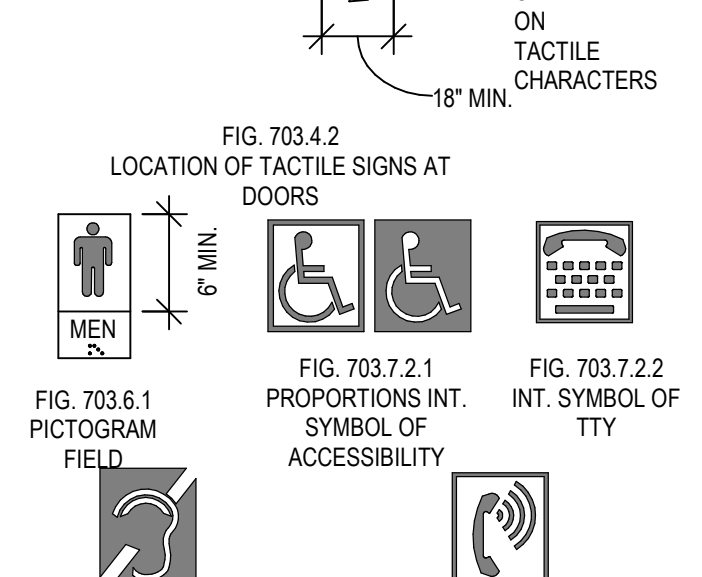 ON
TACTILE
CHARACTERS
18" MIN.
FIG. 703.4.2
LOCATION OF TACTILE SIGNS AT
DOORS
6" MIN.
MEN
FIG. 703.6.1
PICTOGRAM
FIELD
FIG. 703.7.2.1
PROPORTIONS INT.
SYMBOL OF
ACCESSIBILITY
FIG. 703.7.2.2
INT. SYMBOL OF
TTY